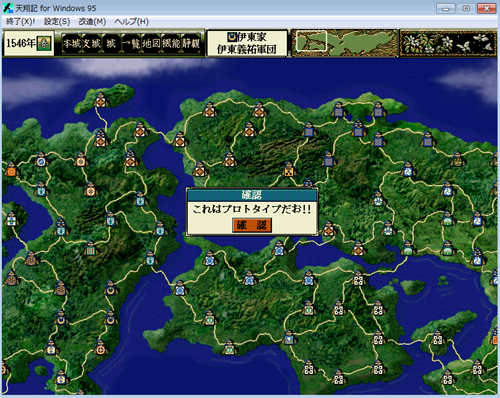 天翔記 for Windows 95
終了(X)! 設定(S) 改造(M) ヘルプ(H)
1546年 本城 支城 城 一覧 地図 機能 静観 伊東家
伊東義祐軍団
確認
これはプロトタイプだお!!
確 認